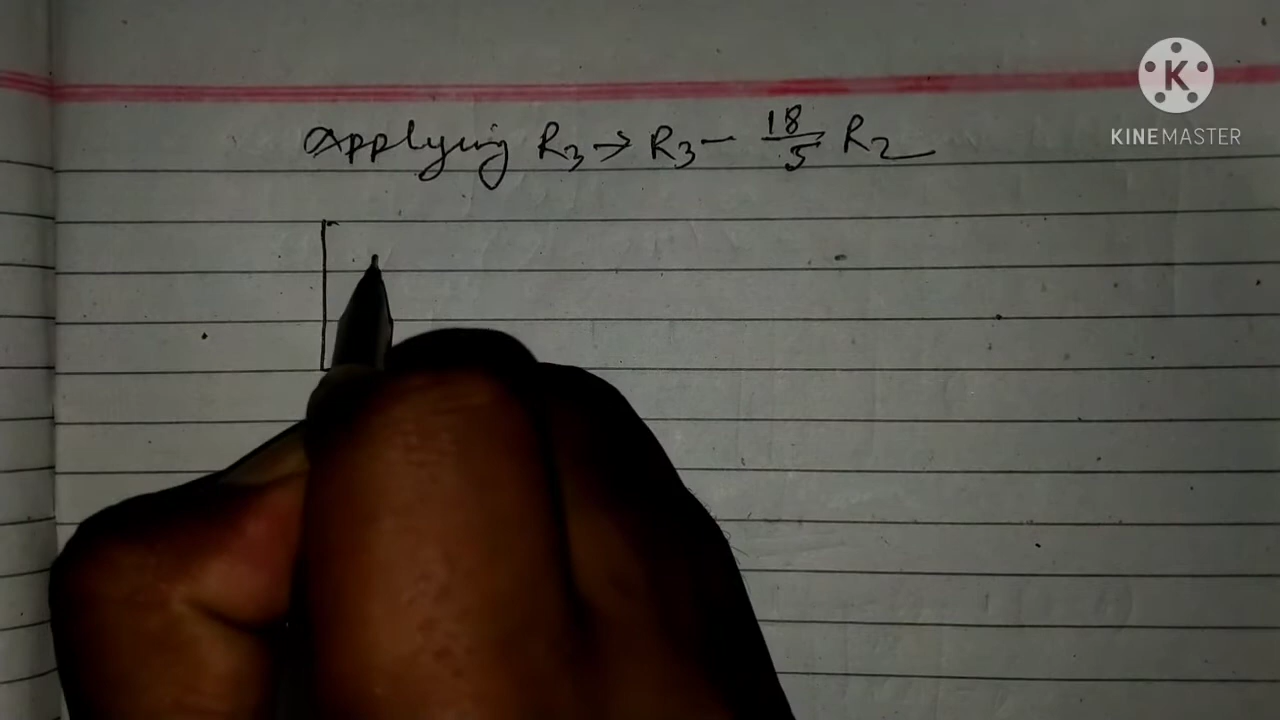 Applying R₃ → R₃ - 18/5 R₂
K
KINEMASTER